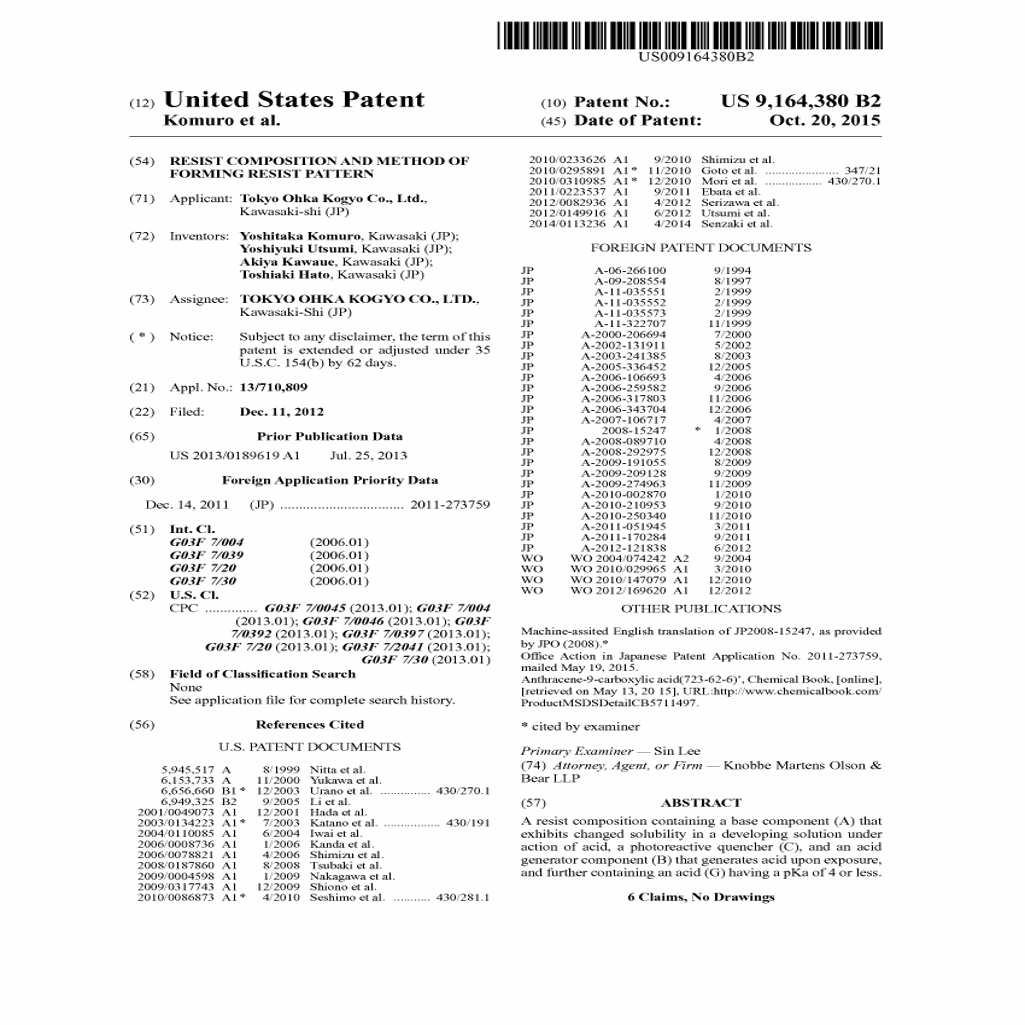 US009164380B2
(12) United States Patent
Komuro et al.
(10) Patent No.: US 9,164,380 B2
(45) Date of Patent: Oct. 20, 2015
(54) RESIST COMPOSITION AND METHOD OF
FORMING RESIST PATTERN
(71) Applicant: Tokyo Ohka Kogyo Co., Ltd.,
Kawasaki-shi (JP)
(72) Inventors: Yoshitaka Komuro, Kawasaki (JP);
Yoshiyuki Utsumi, Kawasaki (JP);
Akiya Kawaue, Kawasaki (JP);
Toshiaki Hato, Kawasaki (JP)
(73) Assignee: TOKYO OHKA KOGYO CO., LTD.,
Kawasaki-Shi (JP)
( * ) Notice: Subject to any disclaimer, the term of this
patent is extended or adjusted under 35
U.S.C. 154(b) by 62 days.
(21) Appl. No.: 13/710,809
(22) Filed: Dec. 11, 2012
(65) Prior Publication Data
US 2013/0189619 A1 Jul. 25, 2013
(30) Foreign Application Priority Data
Dec. 14, 2011 (JP) ................................ 2011-273759
(51) Int. Cl.
G03F 7/004 (2006.01)
G03F 7/039 (2006.01)
G03F 7/20 (2006.01)
G03F 7/30 (2006.01)
(52) U.S. Cl.
CPC ............. G03F 7/0045 (2013.01); G03F 7/004
(2013.01); G03F 7/0046 (2013.01); G03F
7/0392 (2013.01); G03F 7/0397 (2013.01);
G03F 7/20 (2013.01); G03F 7/2041 (2013.01);
G03F 7/30 (2013.01)
(58) Field of Classification Search
None
See application file for complete search history.
(56) References Cited
U.S. PATENT DOCUMENTS
5,945,517 A 8/1999 Nitta et al.
6,153,733 A 11/2000 Yukawa et al.
6,656,660 B1 * 12/2003 Urano et al. ............... 430/270.1
6,949,325 B2 9/2005 Li et al.
2001/0049073 A1 12/2001 Hada et al.
2003/0134223 A1 * 7/2003 Katano et al. ................. 430/191
2004/0110085 A1 6/2004 Iwai et al.
2006/0008736 A1 1/2006 Kanda et al.
2006/0078821 A1 4/2006 Shimizu et al.
2008/0187860 A1 8/2008 Tsubaki et al.
2009/0004598 A1 1/2009 Nakagawa et al.
2009/0317743 A1 12/2009 Shiono et al.
2010/0086873 A1 * 4/2010 Seshimo et al. ........... 430/281.1
2010/0233626 A1 9/2010 Shimizu et al.
2010/0295891 A1 * 11/2010 Goto et al. ...................... 347/21
2010/0310985 A1 * 12/2010 Mori et al. ................. 430/270.1
2011/0223537 A1 9/2011 Ebata et al.
2012/0082936 A1 4/2012 Serizawa et al.
2012/0149916 A1 6/2012 Utsumi et al.
2014/0113236 A1 4/2014 Senzaki et al.
FOREIGN PATENT DOCUMENTS
JP A-06-266100 9/1994
JP A-09-208554 8/1997
JP A-11-035551 2/1999
JP A-11-035552 2/1999
JP A-11-035573 2/1999
JP A-11-322707 11/1999
JP A-2000-206694 7/2000
JP A-2002-131911 5/2002
JP A-2003-241385 8/2003
JP A-2005-336452 12/2005
JP A-2006-106693 4/2006
JP A-2006-259582 9/2006
JP A-2006-317803 11/2006
JP A-2006-343704 12/2006
JP A-2007-106717 4/2007
JP 2008-15247 * 1/2008
JP A-2008-089710 4/2008
JP A-2008-292975 12/2008
JP A-2009-191055 8/2009
JP A-2009-209128 9/2009
JP A-2009-274963 11/2009
JP A-2010-002870 1/2010
JP A-2010-210953 9/2010
JP A-2010-250340 11/2010
JP A-2011-051945 3/2011
JP A-2011-170284 9/2011
JP A-2012-121838 6/2012
WO WO 2004/074242 A2 9/2004
WO WO 2010/029965 A1 3/2010
WO WO 2010/147079 A1 12/2010
WO WO 2012/169620 A1 12/2012
OTHER PUBLICATIONS
Machine-assited English translation of JP2008-15247, as provided
by JPO (2008).*
Office Action in Japanese Patent Application No. 2011-273759,
mailed May 19, 2015.
Anthracene-9-carboxylic acid(723-62-6)', Chemical Book, [online],
[retrieved on May 13, 20 15], URL:http://www.chemicalbook.com/
ProductMSDSDetailCB5711497.
* cited by examiner
Primary Examiner — Sin Lee
(74) Attorney, Agent, or Firm — Knobbe Martens Olson &
Bear LLP
(57) ABSTRACT
A resist composition containing a base component (A) that
exhibits changed solubility in a developing solution under
action of acid, a photoreactive quencher (C), and an acid
generator component (B) that generates acid upon exposure,
and further containing an acid (G) having a pKa of 4 or less.
6 Claims, No Drawings